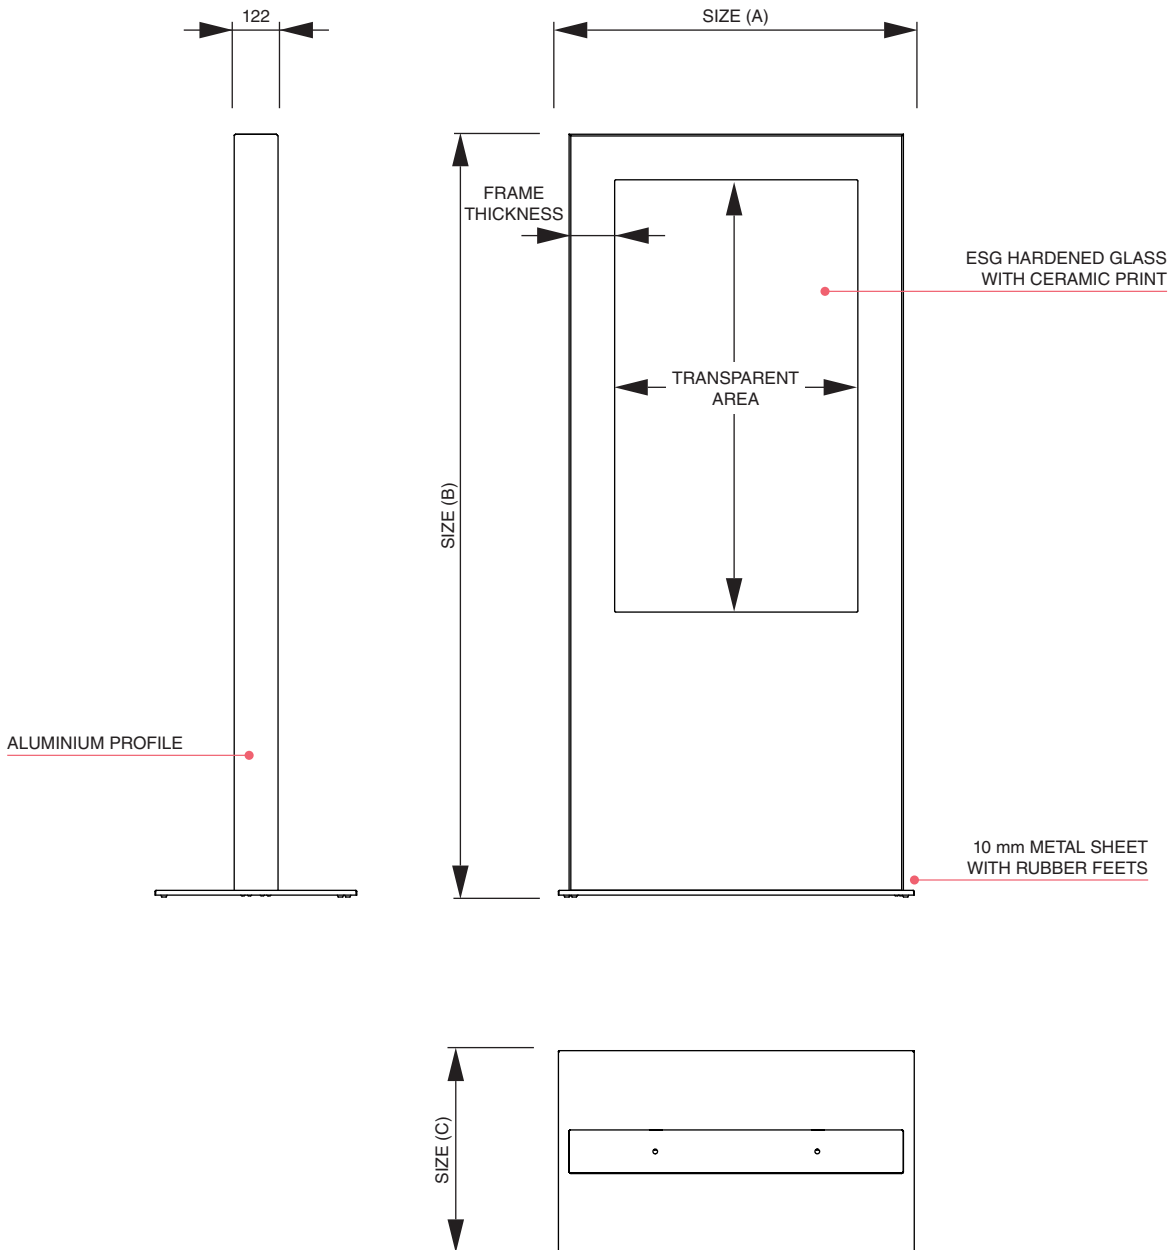 122
SIZE (A)
FRAME
THICKNESS
ESG HARDENED GLASS
WITH CERAMIC PRINT
TRANSPARENT
AREA
SIZE (B)
ALUMINIUM PROFILE
10 mm METAL SHEET
WITH RUBBER FEETS
SIZE (C)